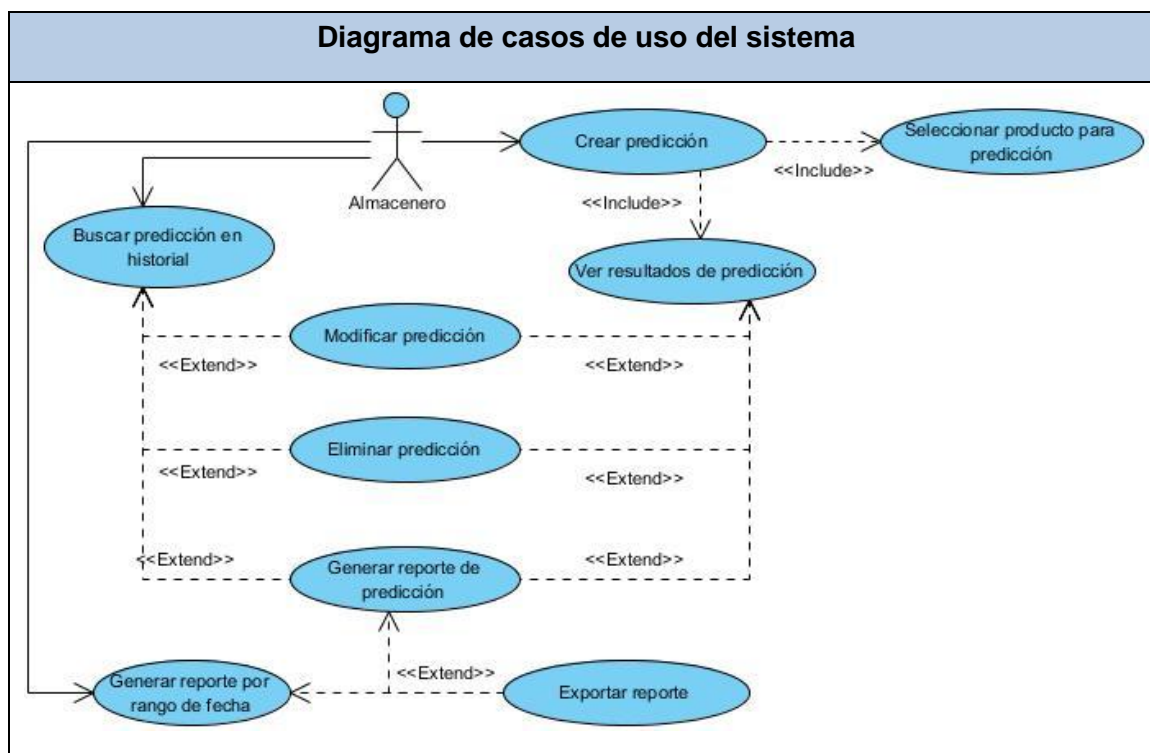 Diagrama de casos de uso del sistema
Crear predicción
Seleccionar producto para
predicción
<<Include>>
Almacenero
<<Include>>
Buscar predicción en
historial
Ver resultados de predicción
Modificar predicción
<<Extend>>
<<Extend>>
Eliminar predicción
<<Extend>>
<<Extend>>
<<Extend>>
Generar reporte de
predicción
<<Extend>>
<<Extend>>
Generar reporte por
rango de fecha
Exportar reporte